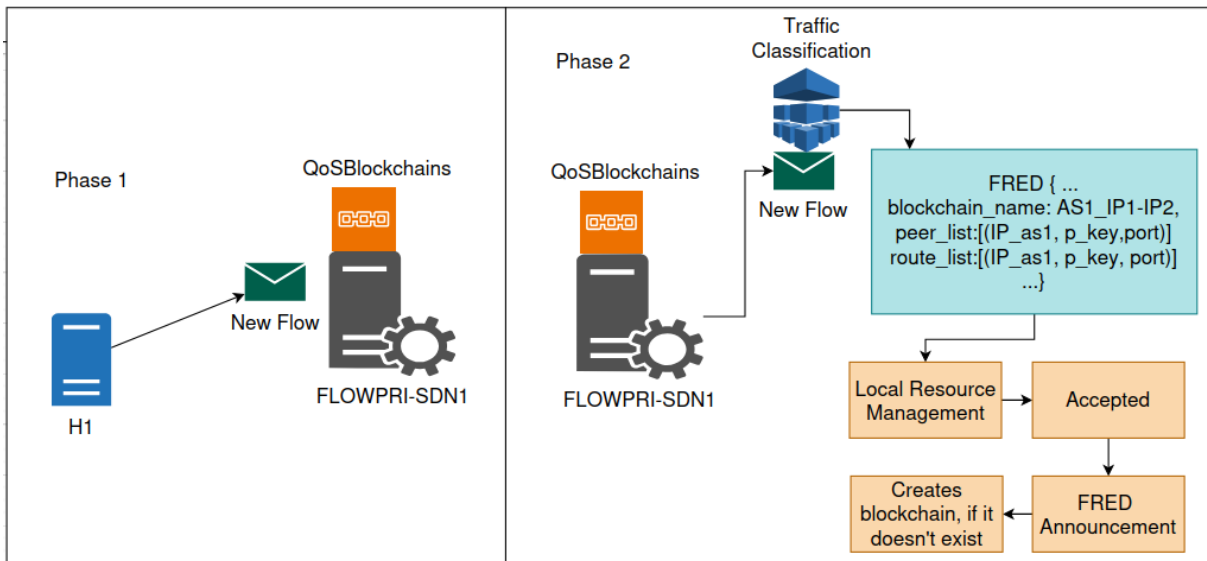 Phase 1
QoSBlockchains
New Flow
H1
FLOWPRI-SDN1
Phase 2
Traffic
Classification
QoSBlockchains
New Flow
FLOWPRI-SDN1
FRED { ...
blockchain_name: AS1_IP1-IP2,
peer_list:[(IP_as1, p_key,port)]
route_list:[(IP_as1, p_key, port)]
...}
Local Resource
Management
Accepted
FRED
Announcement
Creates
blockchain, if it
doesn't exist